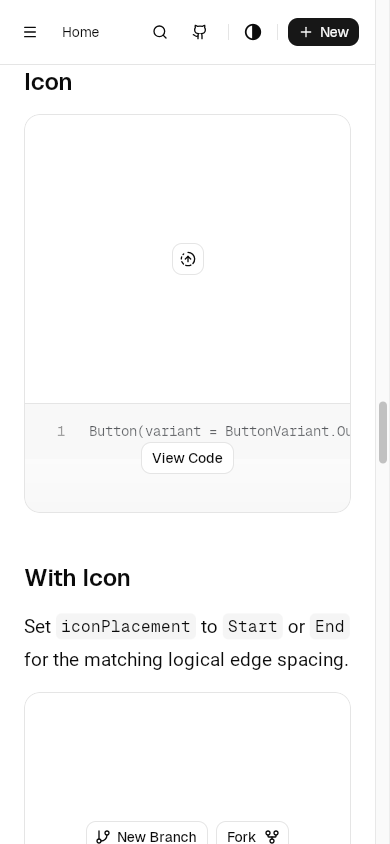 Home
New
Icon
1 Button(variant = ButtonVariant.Ou
View Code
With Icon
Set iconPlacement to Start or End
for the matching logical edge spacing.
New Branch Fork